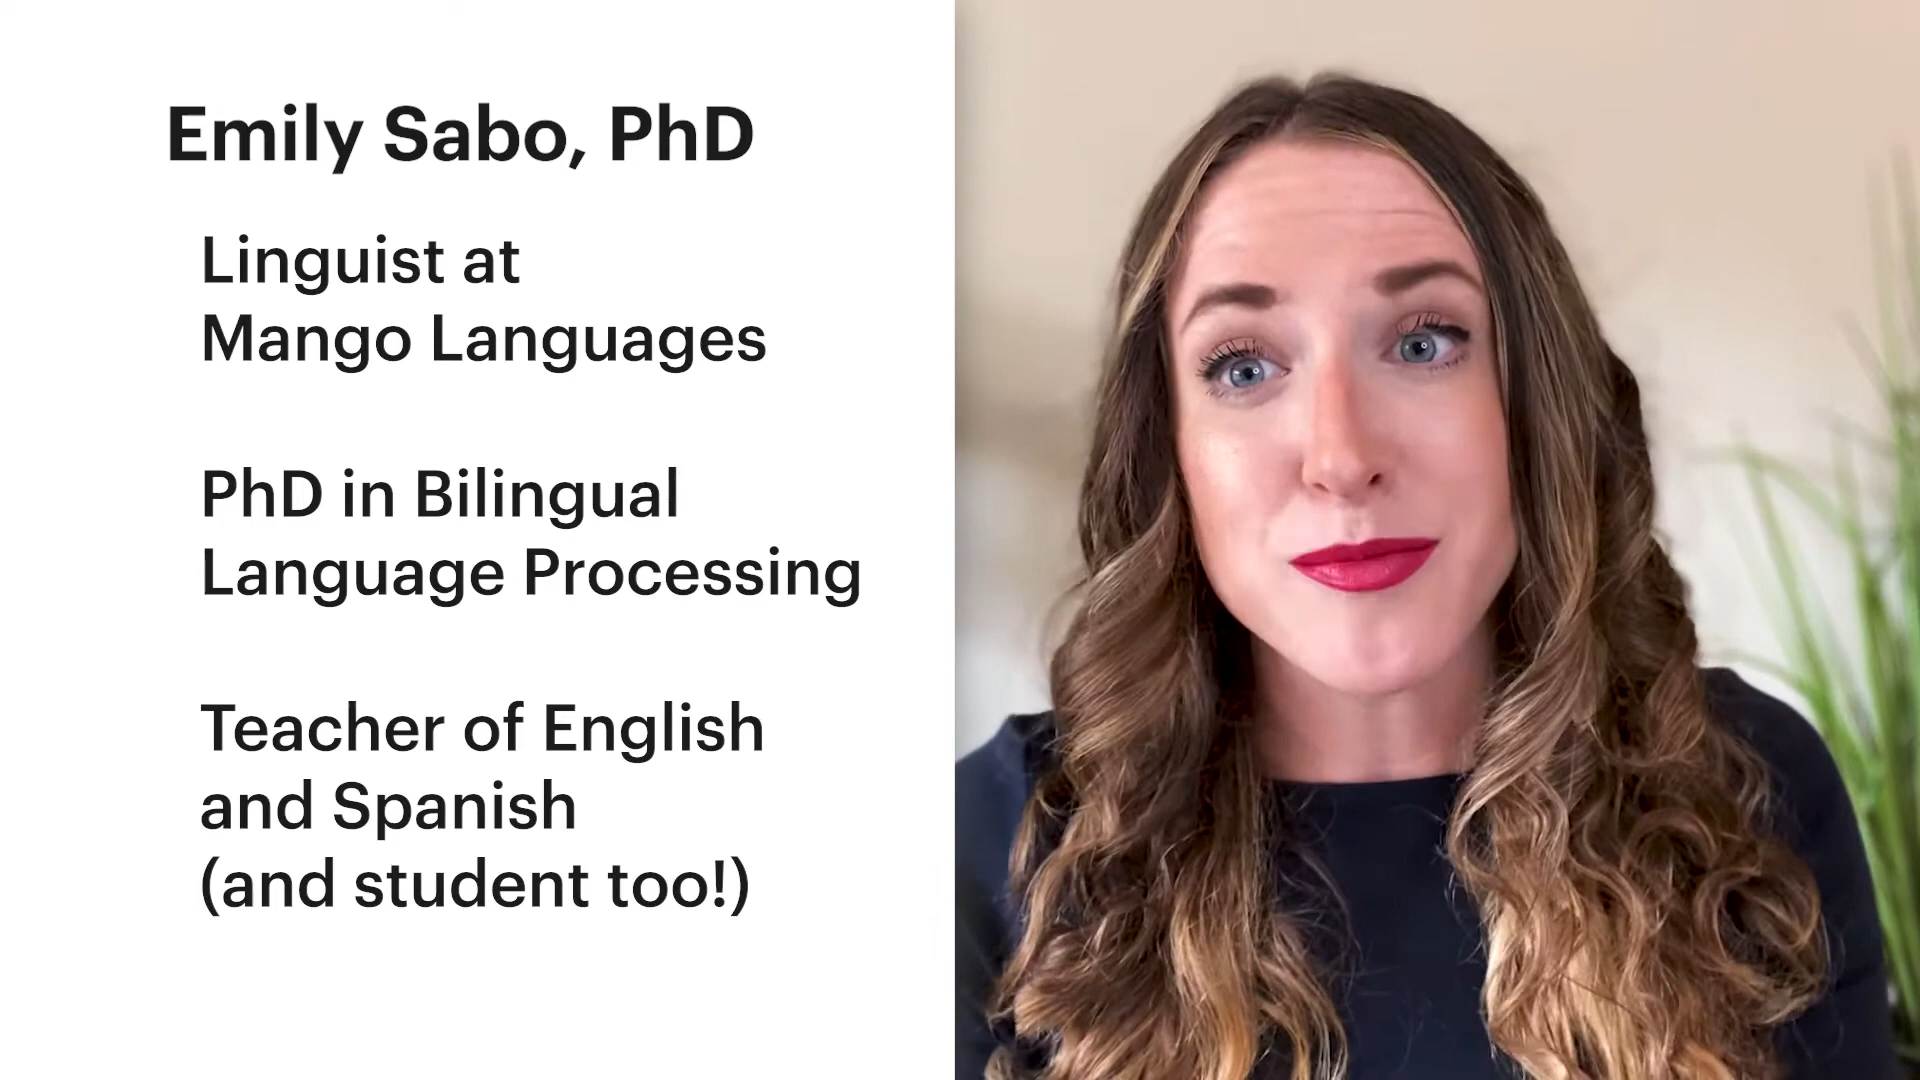 Emily Sabo, PhD
Linguist at
Mango Languages
PhD in Bilingual
Language Processing
Teacher of English
and Spanish
(and student too!)